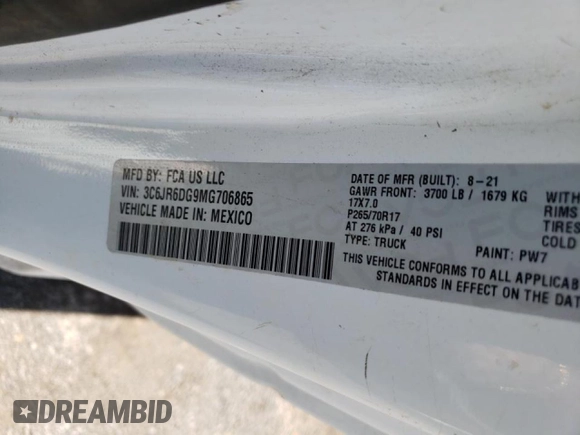 MFD BY: FCA US LLC
VIN: 3C6JR6DG9MG706865
VEHICLE MADE IN: MEXICO
DATE OF MFR (BUILT): 8-21
GAWR FRONT: 3700 LB / 1679 KG WITH
17X7.0 RIMS
P265/70R17 TIRES
AT 276 kPa / 40 PSI COLD
TYPE: TRUCK PAINT: PW7
THIS VEHICLE CONFORMS TO ALL APPLICAB
STANDARDS IN EFFECT ON THE DAT
DREAMBID